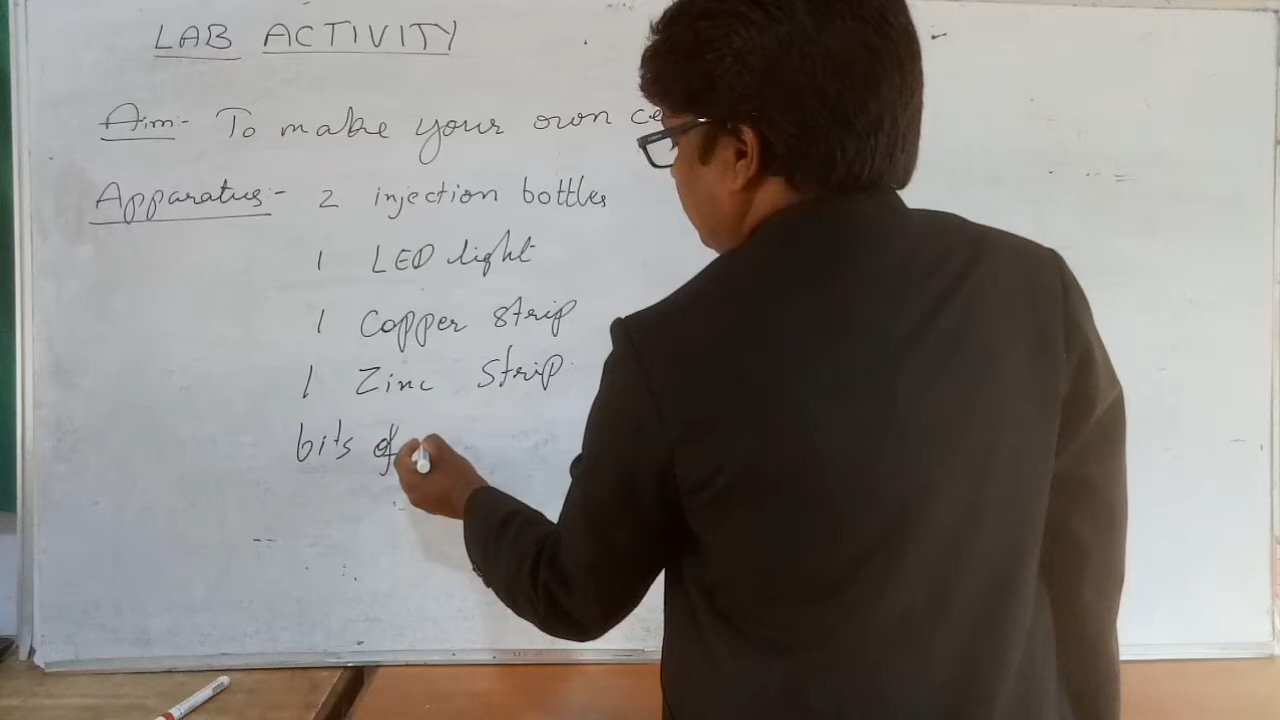 LAB ACTIVITY
Aim:- To make your own ce
Apparatus:- 2 injection bottles
1 LED light
1 Copper strip
1 Zinc strip
bits of